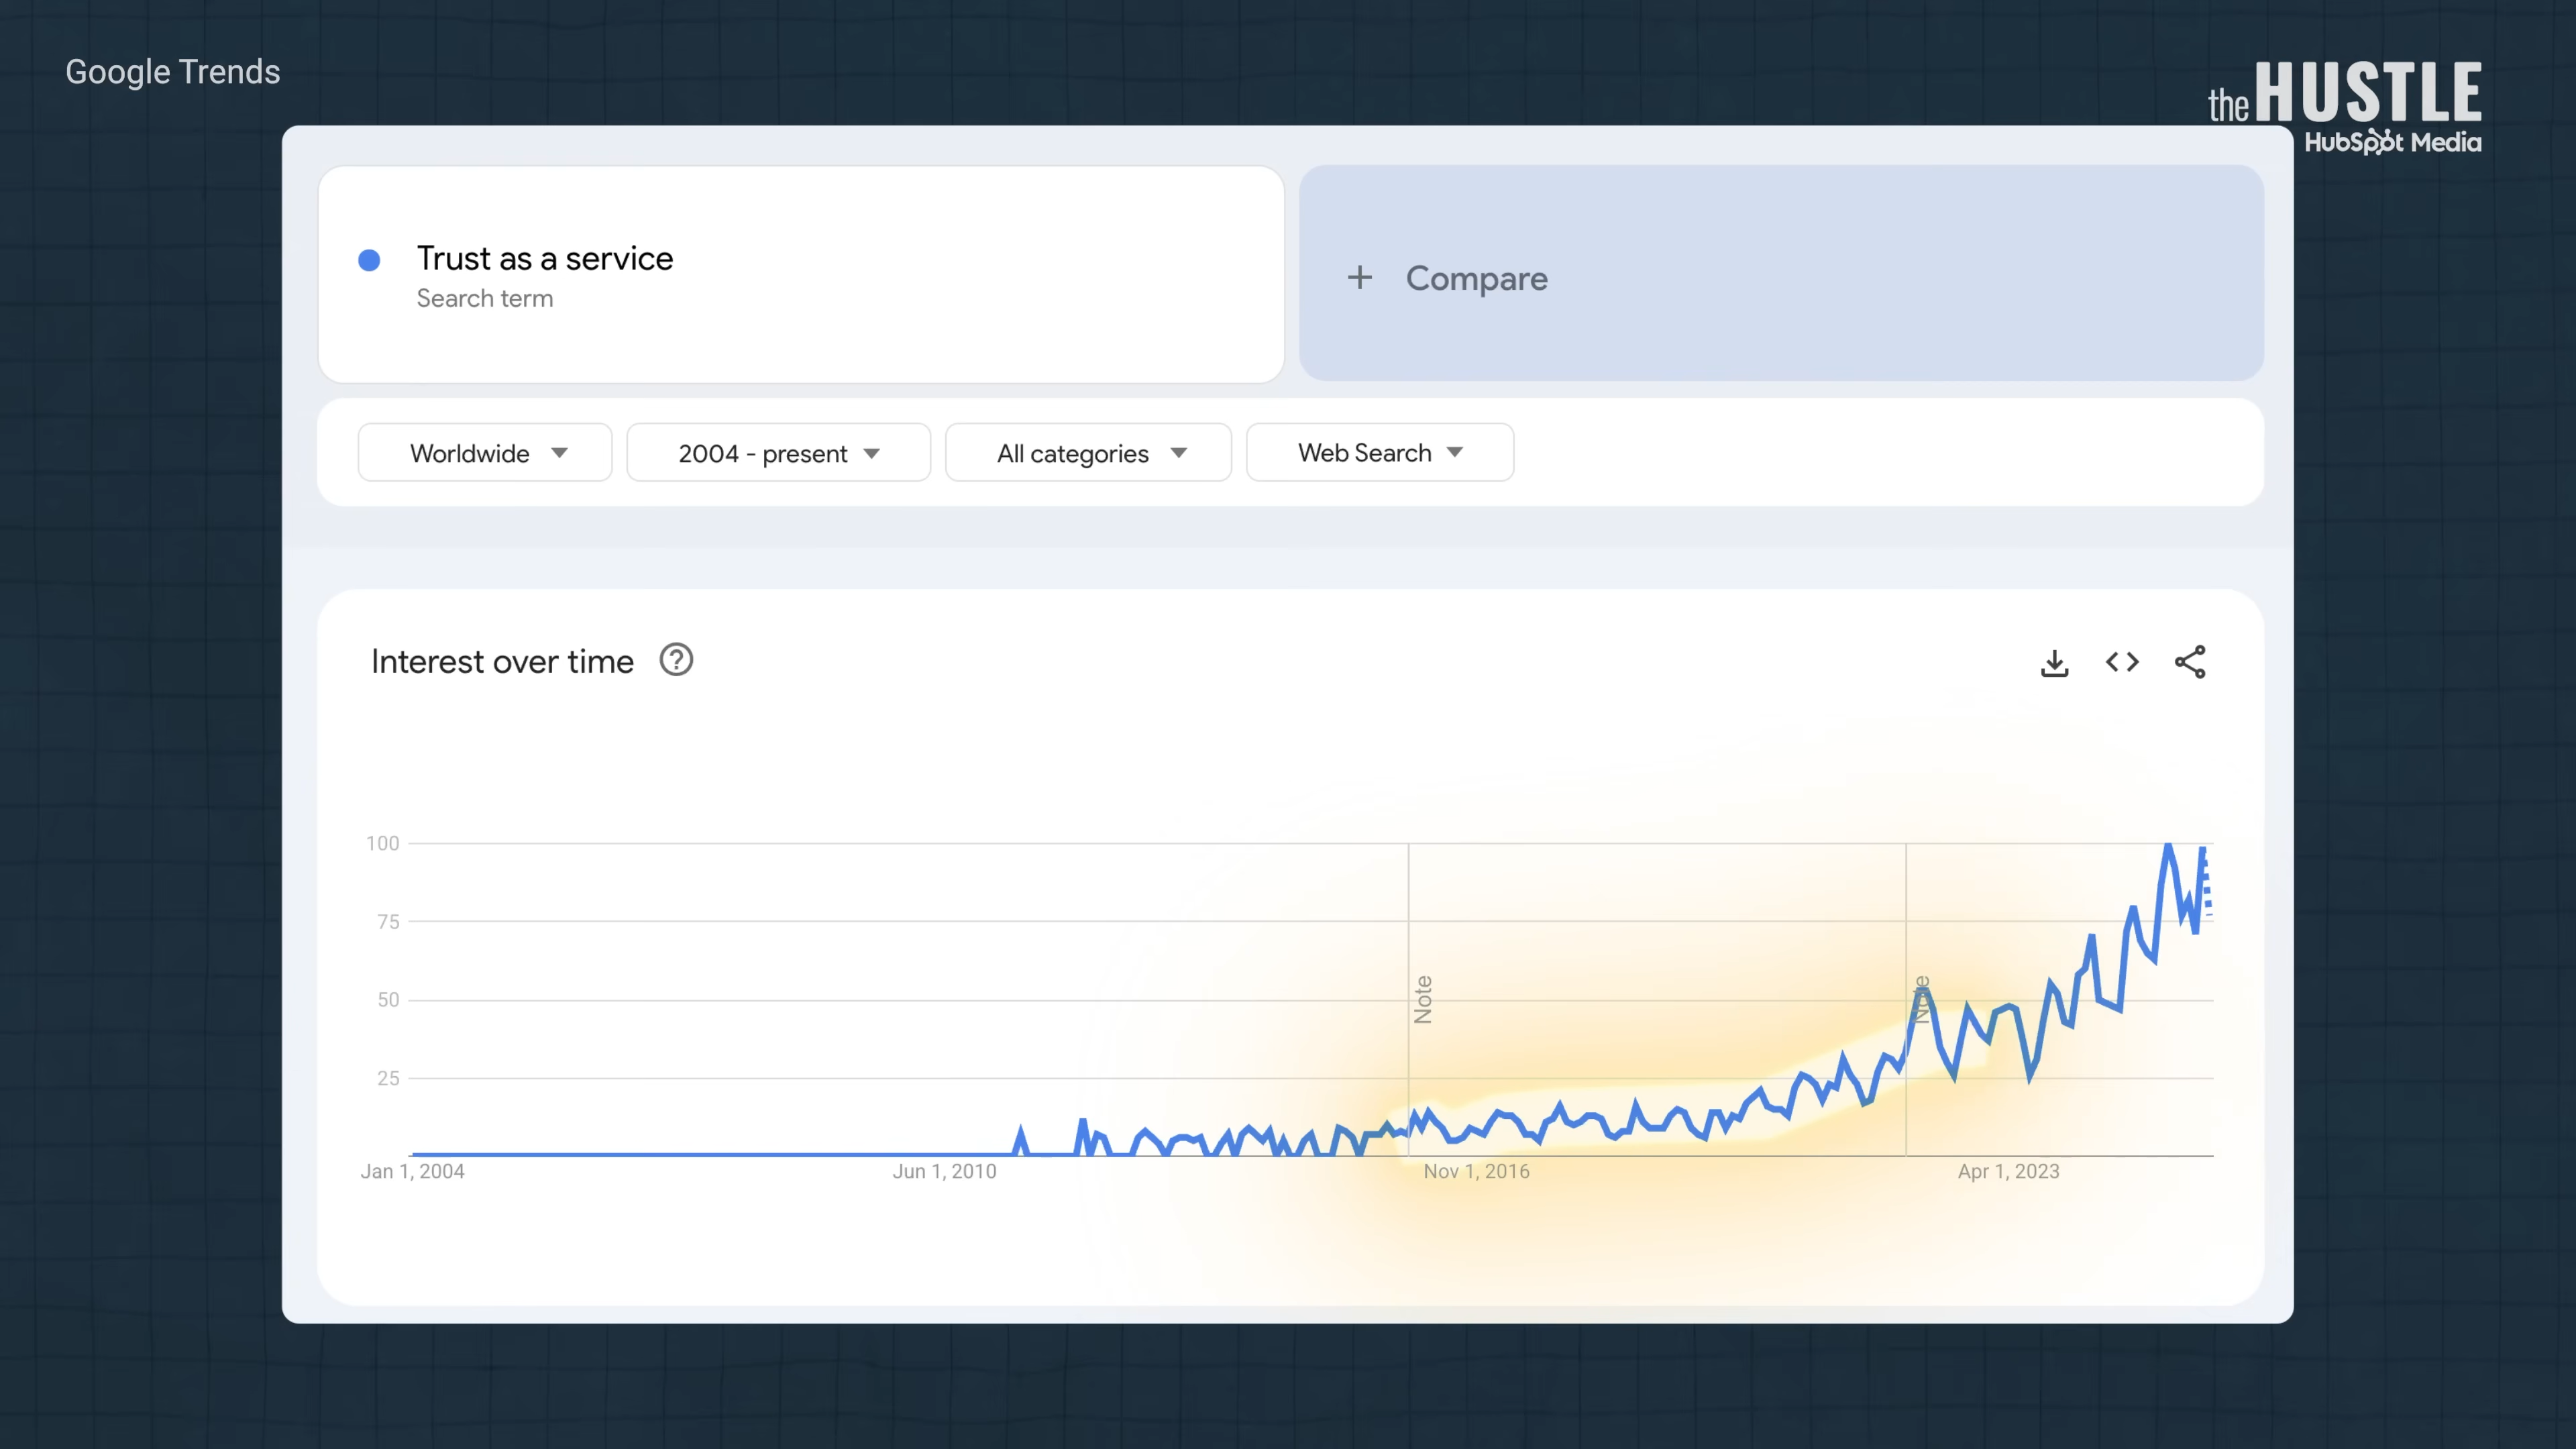 Google Trends
the HUSTLE
HubSpot Media
Trust as a service
Search term
+ Compare
Worldwide
2004 - present
All categories
Web Search
Interest over time
100
75
50
25
Note
Note
Jan 1, 2004
Jun 1, 2010
Nov 1, 2016
Apr 1, 2023